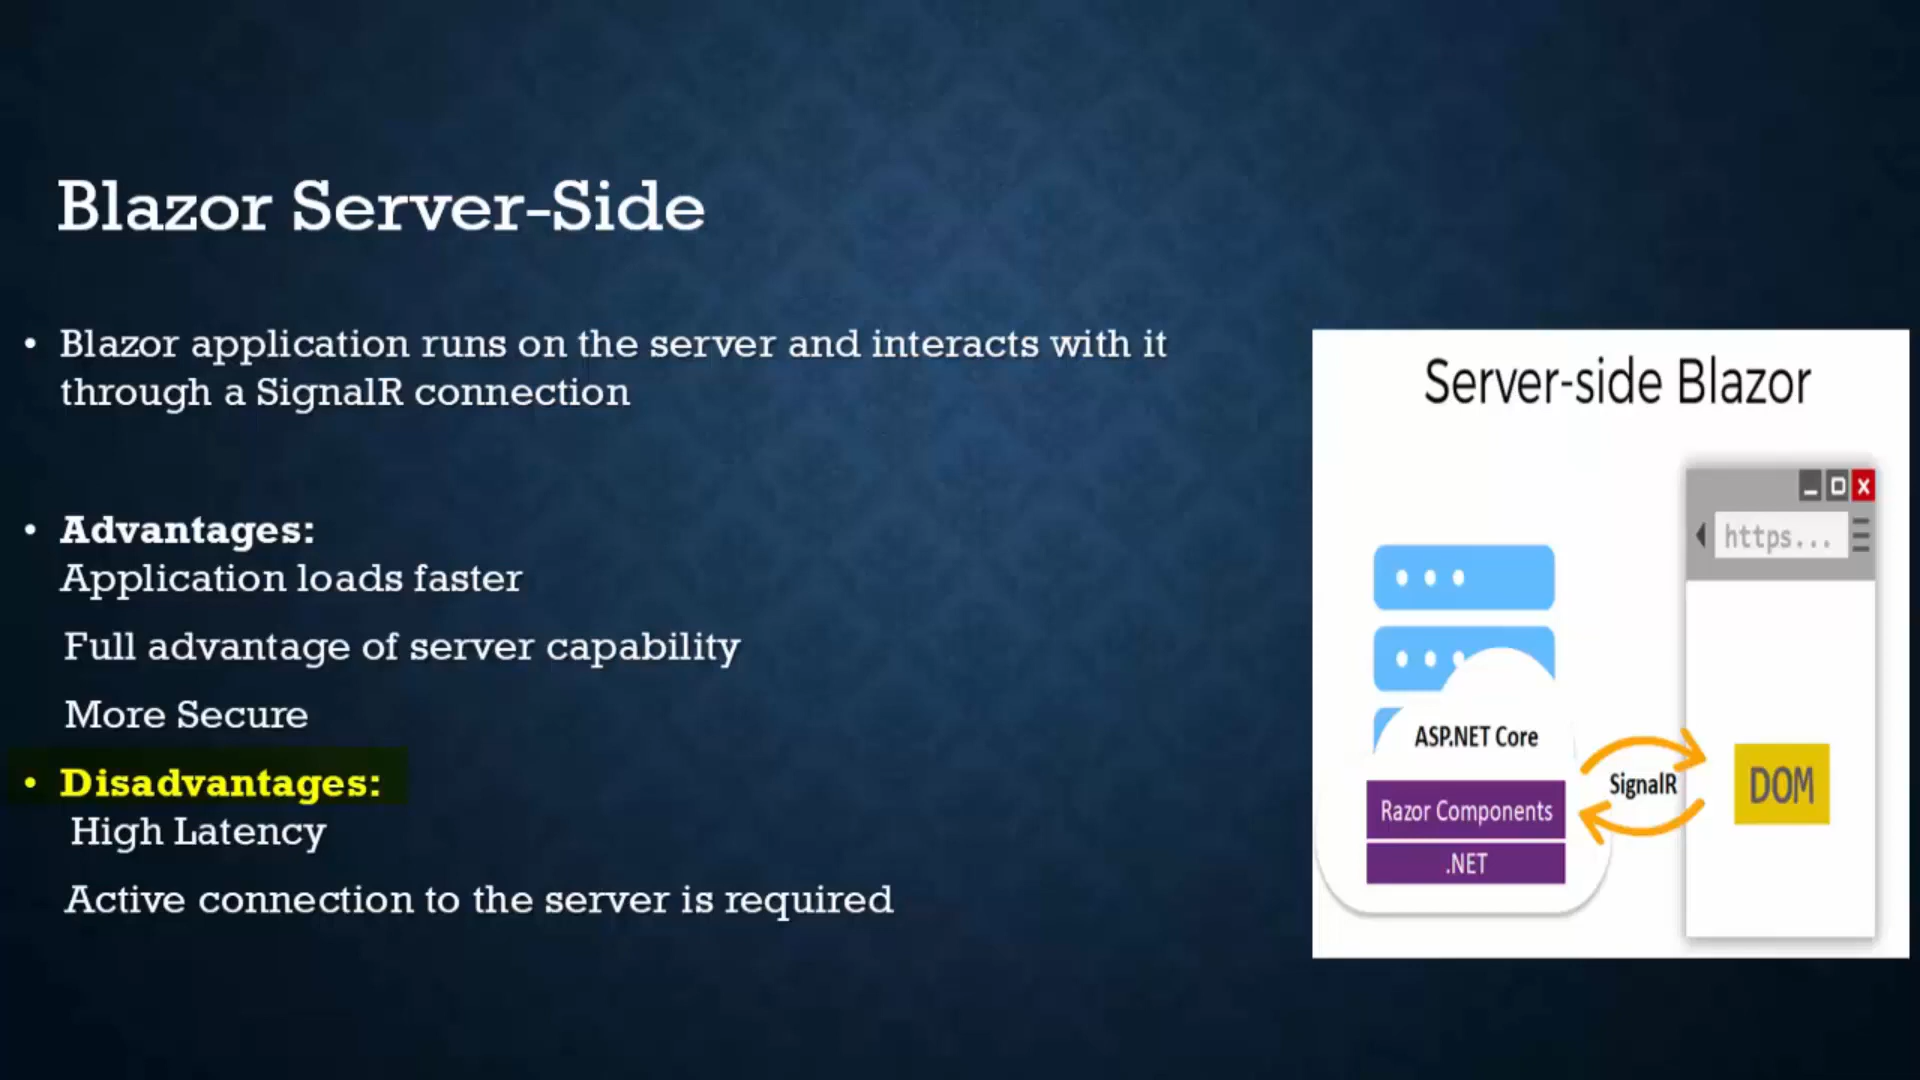 Blazor Server-Side
• Blazor application runs on the server and interacts with it
through a SignalR connection
• Advantages:
Application loads faster
Full advantage of server capability
More Secure
• Disadvantages:
High Latency
Active connection to the server is required
Server-side Blazor
https...
ASP.NET Core
Razor Components
.NET
SignalR
DOM